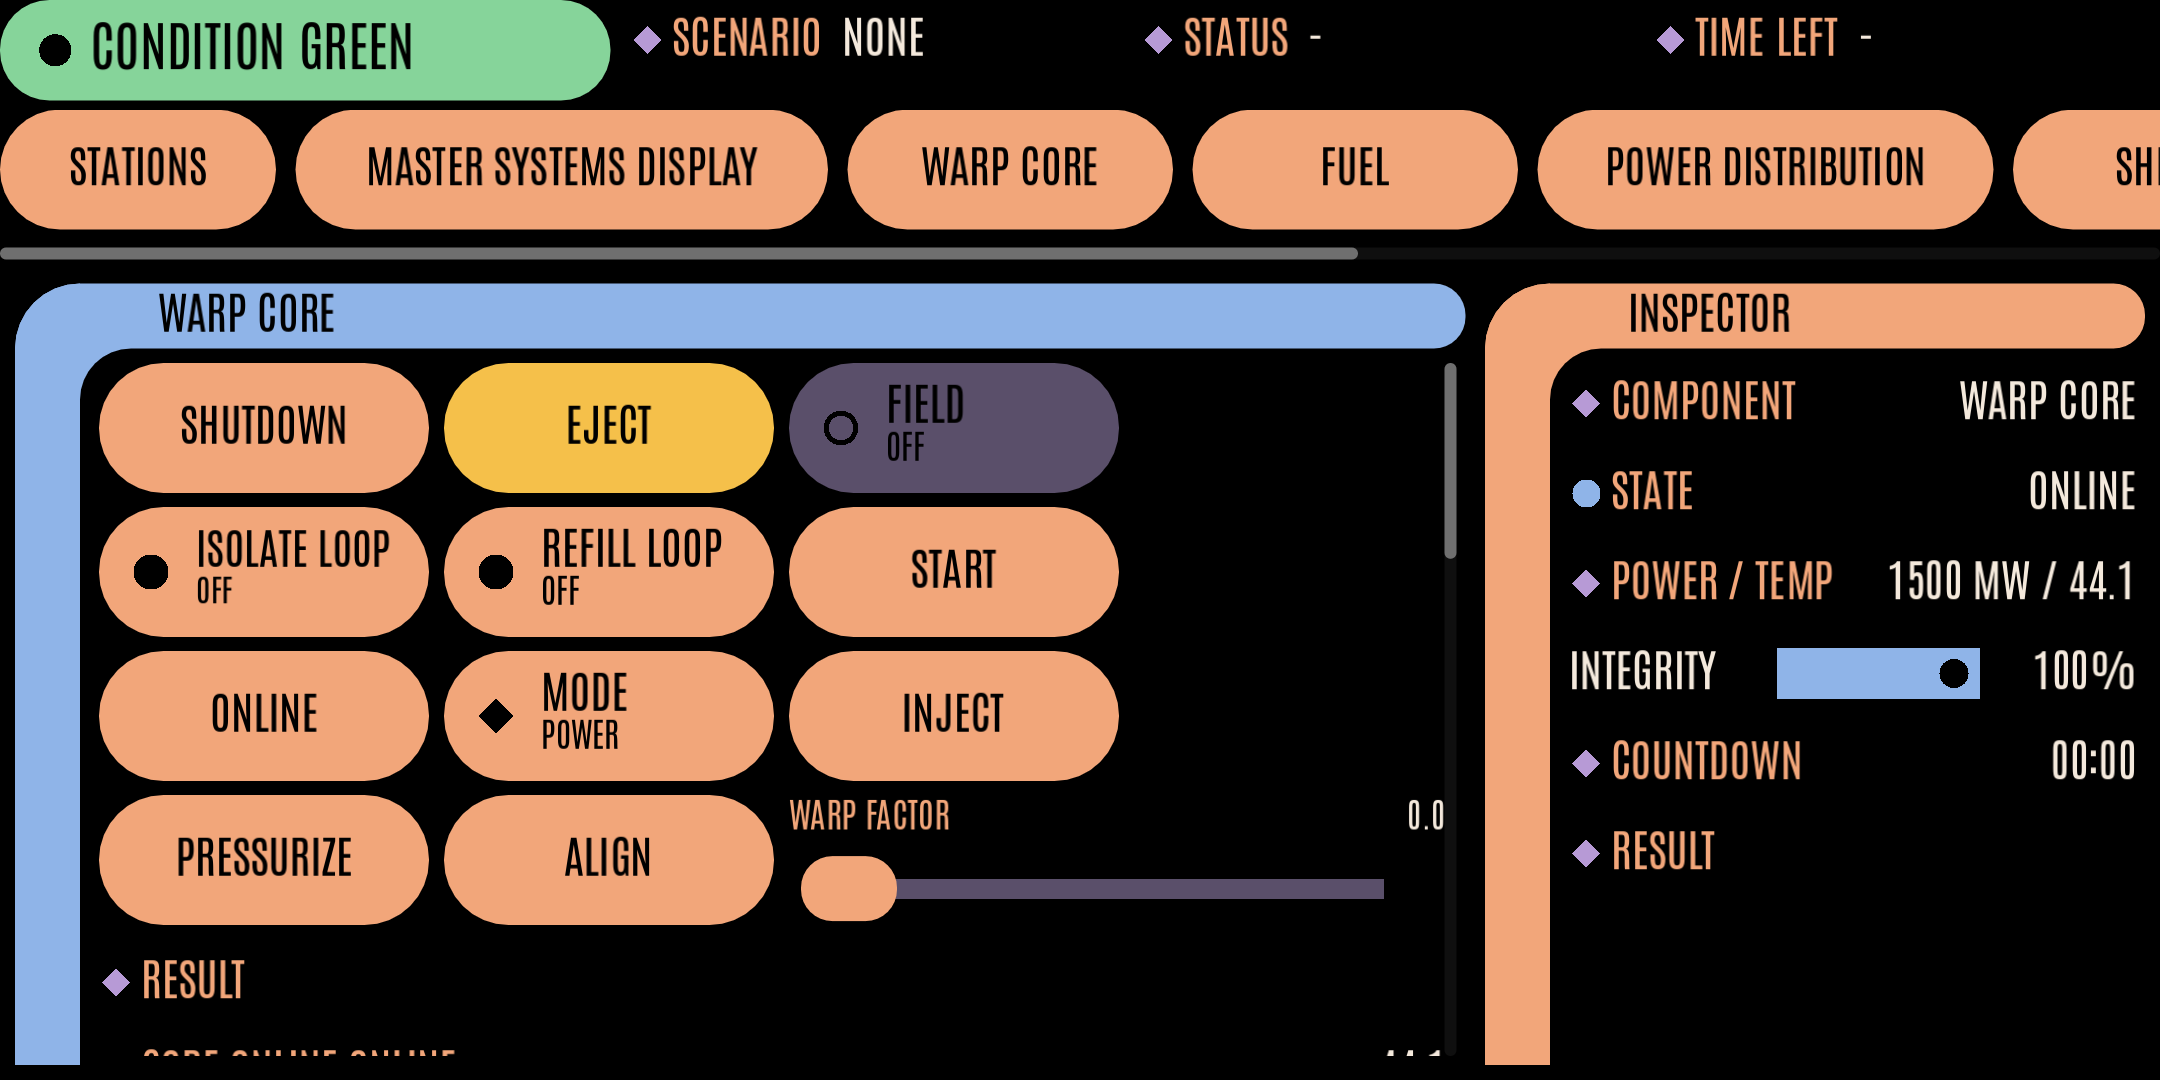 CONDITION GREEN
SCENARIO NONE
STATUS -
TIME LEFT -
STATIONS
MASTER SYSTEMS DISPLAY
WARP CORE
FUEL
POWER DISTRIBUTION
WARP CORE
SHUTDOWN
EJECT
FIELD
OFF
ISOLATE LOOP
OFF
REFILL LOOP
OFF
START
ONLINE
MODE
POWER
INJECT
PRESSURIZE
ALIGN
WARP FACTOR 0.0
RESULT
INSPECTOR
COMPONENT WARP CORE
STATE ONLINE
POWER / TEMP 1500 MW / 44.1
INTEGRITY 100%
COUNTDOWN 00:00
RESULT